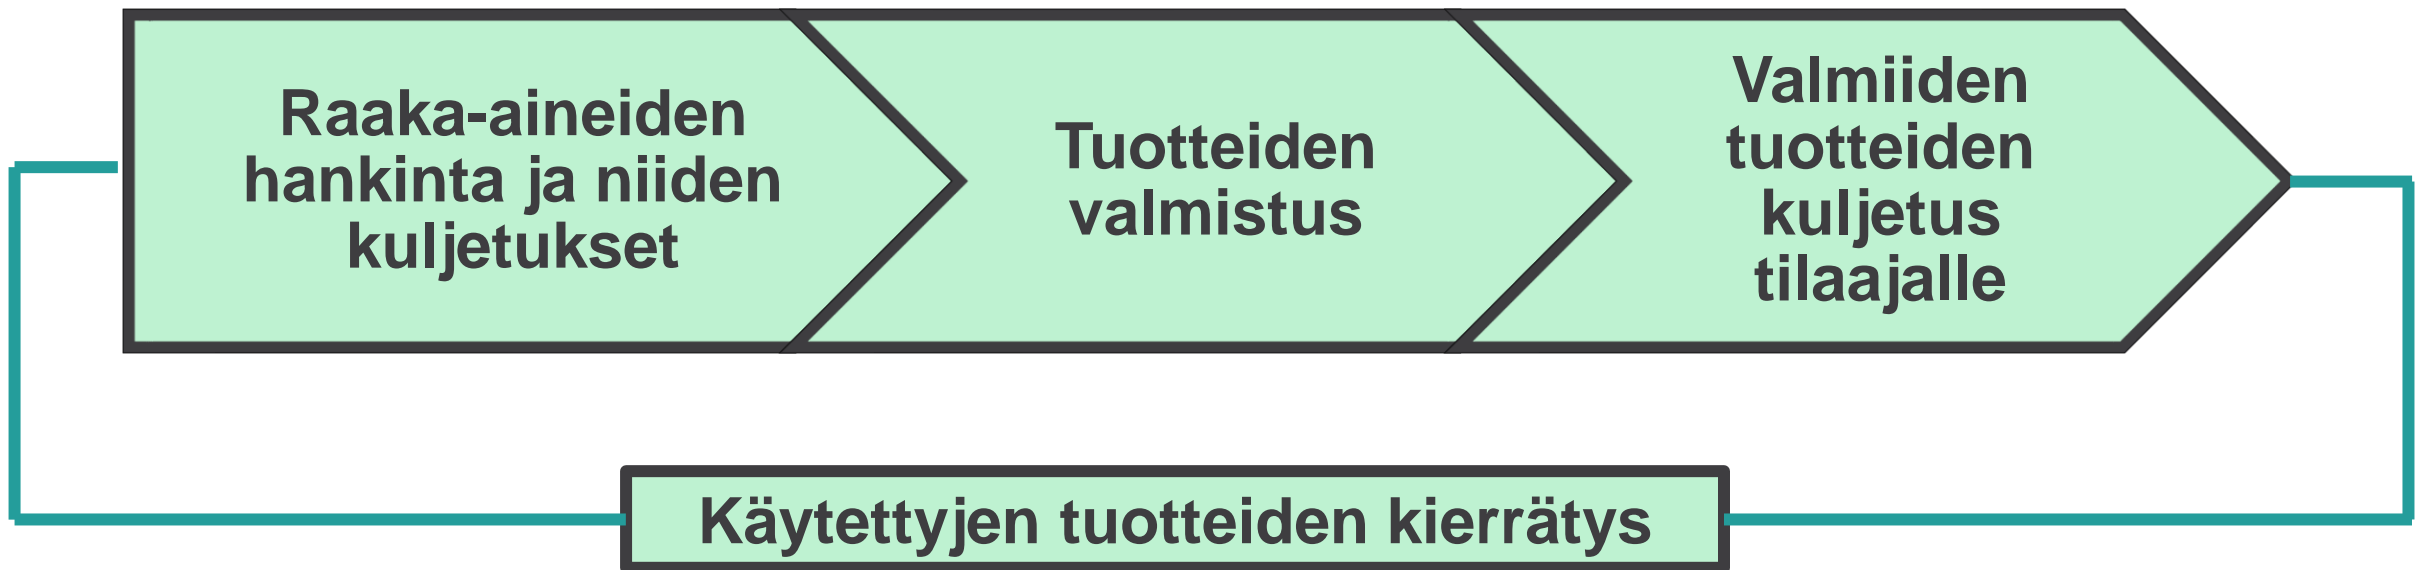 Raaka-aineiden
hankinta ja niiden
kuljetukset
Tuotteiden
valmistus
Valmiiden
tuotteiden
kuljetus
tilaajalle
Käytettyjen tuotteiden kierrätys